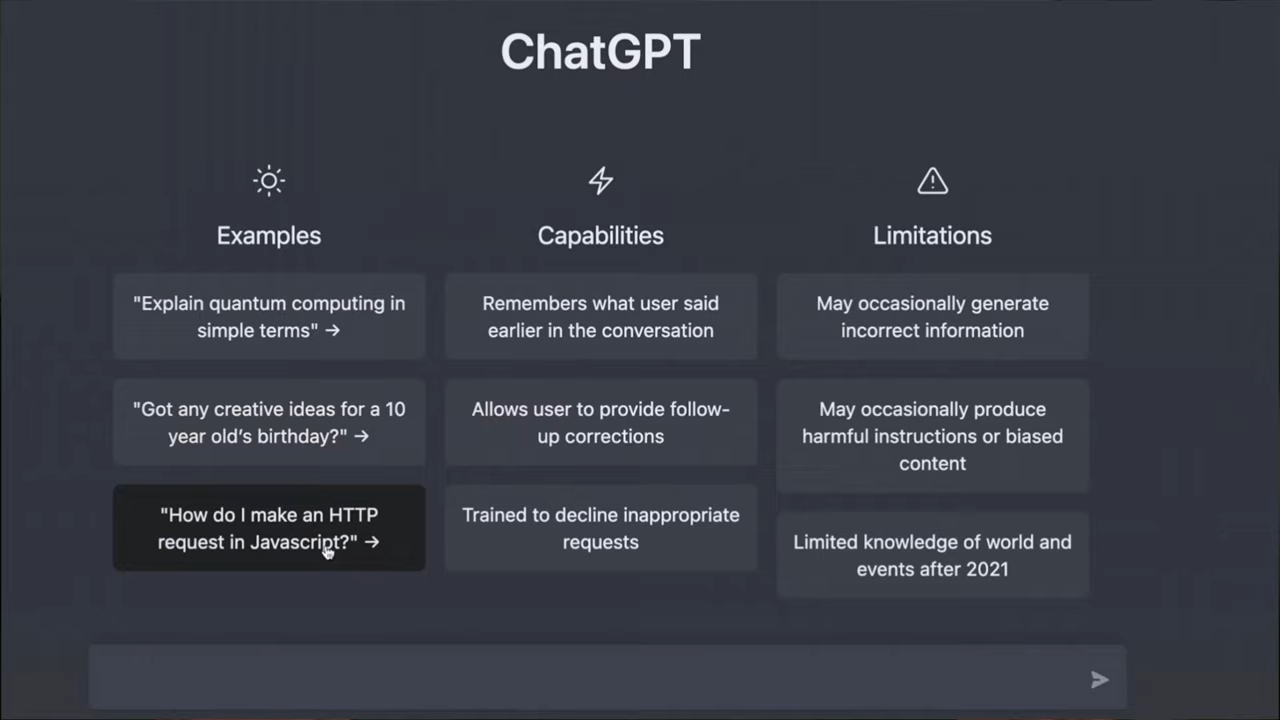 ChatGPT
Examples
"Explain quantum computing in
simple terms" →
"Got any creative ideas for a 10
year old’s birthday?" →
"How do I make an HTTP
request in Javascript?" →
Capabilities
Remembers what user said
earlier in the conversation
Allows user to provide follow-
up corrections
Trained to decline inappropriate
requests
Limitations
May occasionally generate
incorrect information
May occasionally produce
harmful instructions or biased
content
Limited knowledge of world and
events after 2021